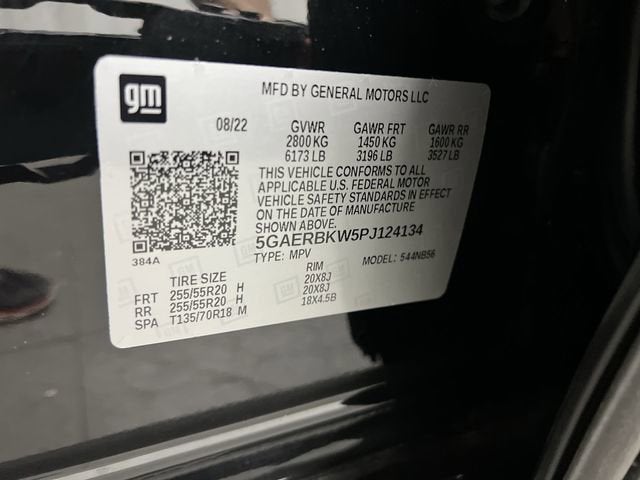 gm
MFD BY GENERAL MOTORS LLC
08/22 GVWR GAWR FRT GAWR RR
2800 KG 1450 KG 1600 KG
6173 LB 3196 LB 3527 LB
THIS VEHICLE CONFORMS TO ALL
APPLICABLE U.S. FEDERAL MOTOR
VEHICLE SAFETY STANDARDS IN EFFECT
ON THE DATE OF MANUFACTURE
SHOWN ABOVE.
384A
5GAERBKW5PJ124134
TYPE: MPV MODEL: 544NB56
TIRE SIZE RIM
FRT 255/55R20 H 20X8J
RR 255/55R20 H 20X8J
SPA T135/70R18 M 18X4.5B